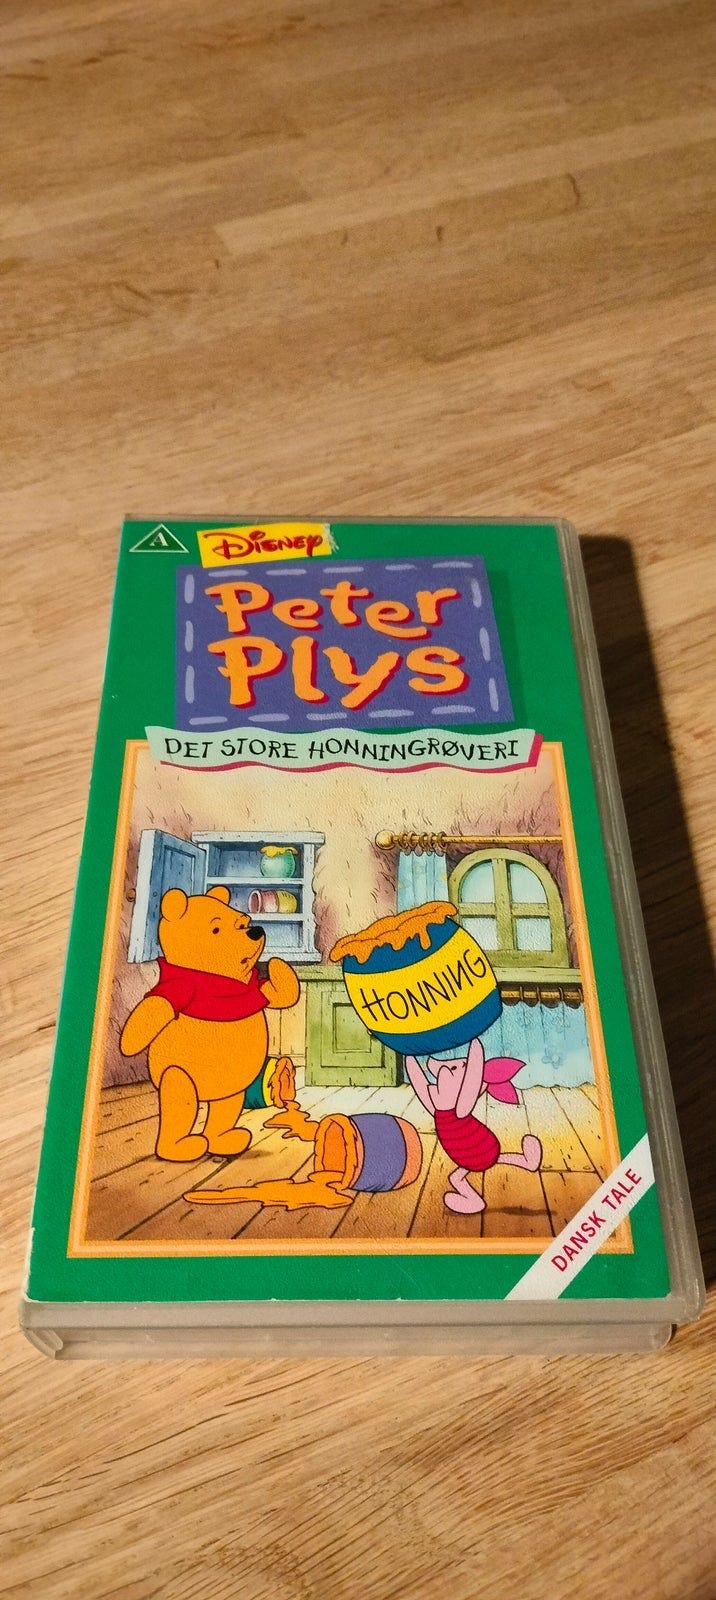 A
Disney
Peter
Plys
DET STORE HONNINGRØVERI
HONNING
DANSK TALE